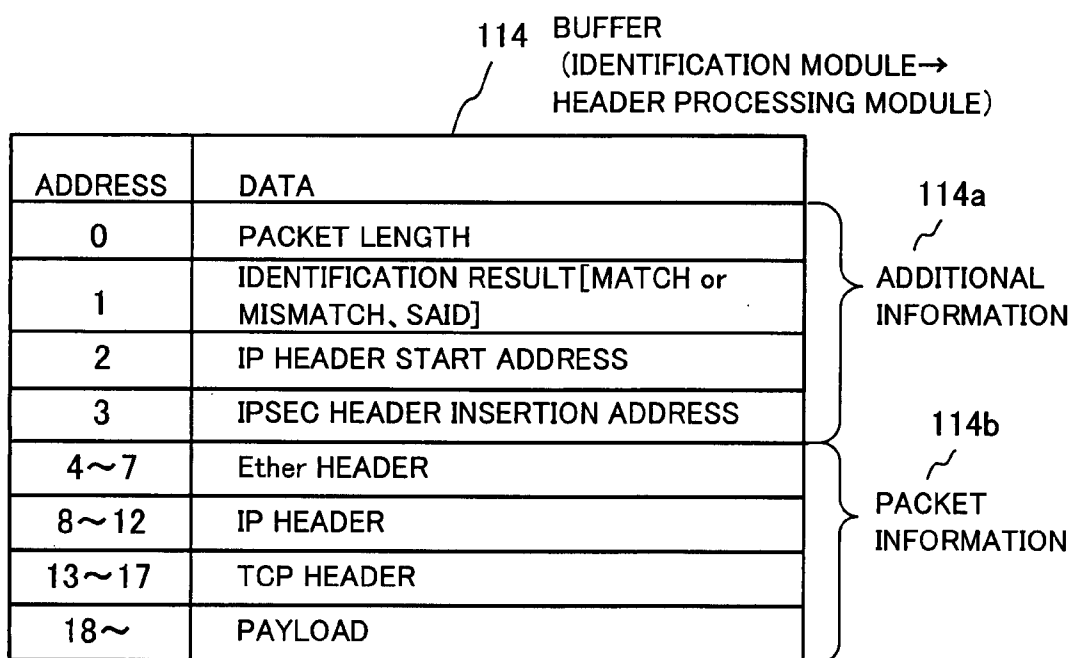 114 BUFFER
(IDENTIFICATION MODULE→
HEADER PROCESSING MODULE)
ADDRESS DATA
0 PACKET LENGTH
1 IDENTIFICATION RESULT[MATCH or
MISMATCH、SAID]
2 IP HEADER START ADDRESS
3 IPSEC HEADER INSERTION ADDRESS
4～7 Ether HEADER
8～12 IP HEADER
13～17 TCP HEADER
18～ PAYLOAD
114a
ADDITIONAL
INFORMATION
114b
PACKET
INFORMATION